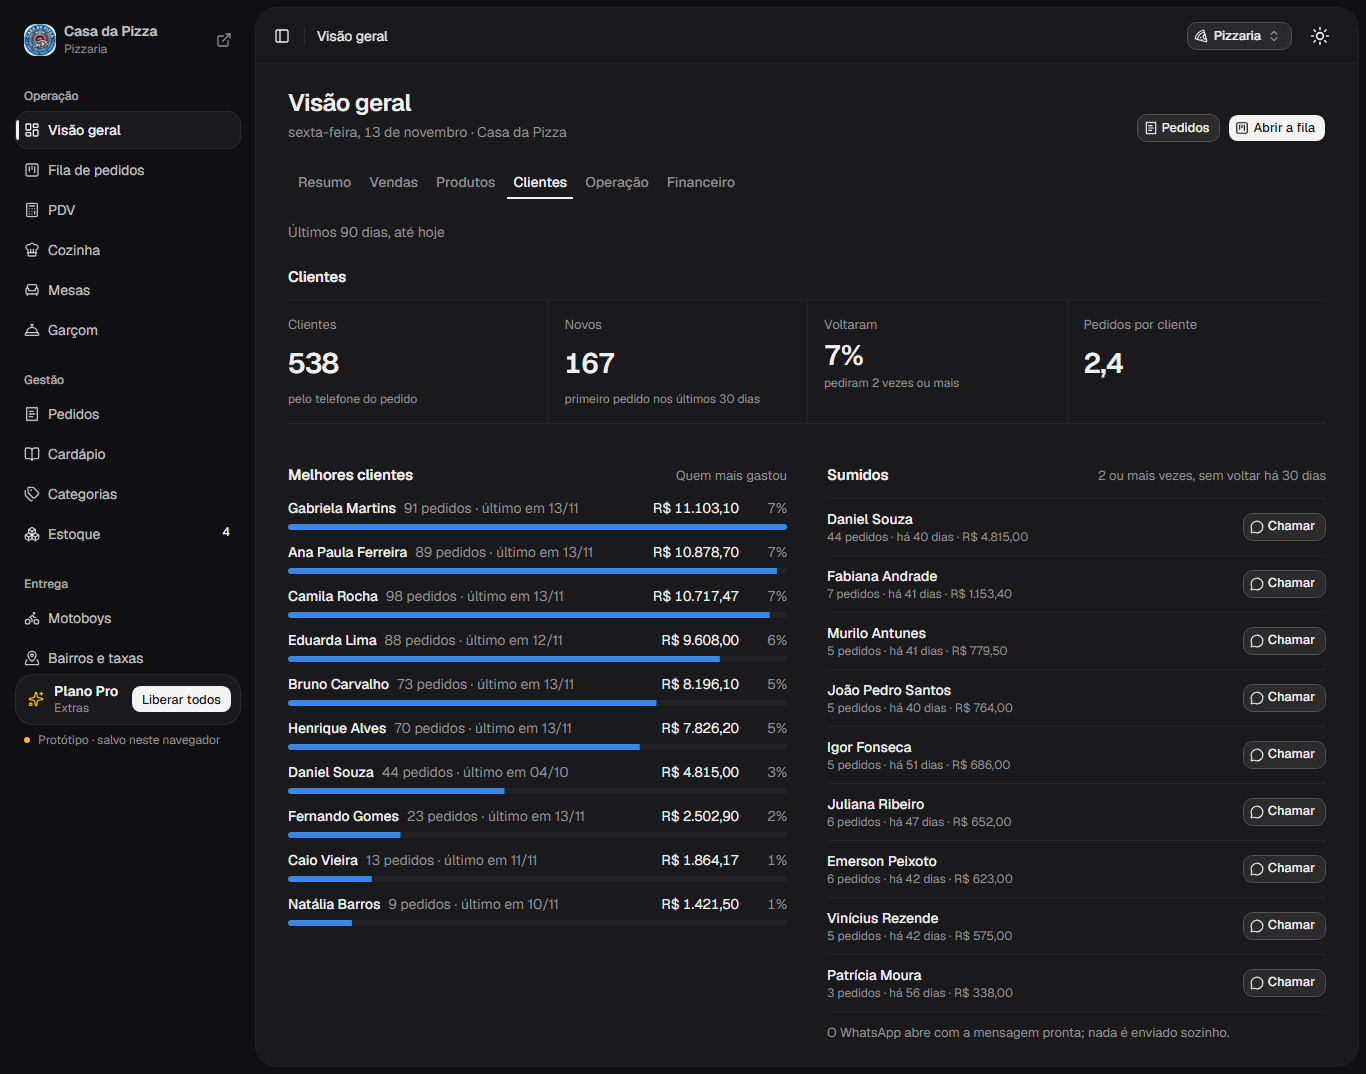 Casa da Pizza
Pizzaria
Operação
Visão geral
Fila de pedidos
PDV
Cozinha
Mesas
Garçom
Gestão
Pedidos
Cardápio
Categorias
Estoque 4
Entrega
Motoboys
Bairros e taxas
Plano Pro
Extras
Liberar todos
Protótipo · salvo neste navegador
Visão geral
Pizzaria
Visão geral
sexta-feira, 13 de novembro · Casa da Pizza
Pedidos
Abrir a fila
Resumo Vendas Produtos Clientes Operação Financeiro
Últimos 90 dias, até hoje
Clientes
Clientes
538
pelo telefone do pedido
Novos
167
primeiro pedido nos últimos 30 dias
Voltaram
7%
pediram 2 vezes ou mais
Pedidos por cliente
2,4
Melhores clientes Quem mais gastou
Gabriela Martins 91 pedidos · último em 13/11 R$ 11.103,10 7%
Ana Paula Ferreira 89 pedidos · último em 13/11 R$ 10.878,70 7%
Camila Rocha 98 pedidos · último em 13/11 R$ 10.717,47 7%
Eduarda Lima 88 pedidos · último em 12/11 R$ 9.608,00 6%
Bruno Carvalho 73 pedidos · último em 13/11 R$ 8.196,10 5%
Henrique Alves 70 pedidos · último em 13/11 R$ 7.826,20 5%
Daniel Souza 44 pedidos · último em 04/10 R$ 4.815,00 3%
Fernando Gomes 23 pedidos · último em 13/11 R$ 2.502,90 2%
Caio Vieira 13 pedidos · último em 11/11 R$ 1.864,17 1%
Natália Barros 9 pedidos · último em 10/11 R$ 1.421,50 1%
Sumidos 2 ou mais vezes, sem voltar há 30 dias
Daniel Souza
44 pedidos · há 40 dias · R$ 4.815,00
Chamar
Fabiana Andrade
7 pedidos · há 41 dias · R$ 1.153,40
Chamar
Murilo Antunes
5 pedidos · há 41 dias · R$ 779,50
Chamar
João Pedro Santos
5 pedidos · há 40 dias · R$ 764,00
Chamar
Igor Fonseca
5 pedidos · há 51 dias · R$ 686,00
Chamar
Juliana Ribeiro
6 pedidos · há 47 dias · R$ 652,00
Chamar
Emerson Peixoto
6 pedidos · há 42 dias · R$ 623,00
Chamar
Vinícius Rezende
5 pedidos · há 42 dias · R$ 575,00
Chamar
Patrícia Moura
3 pedidos · há 56 dias · R$ 338,00
Chamar
O WhatsApp abre com a mensagem pronta; nada é enviado sozinho.